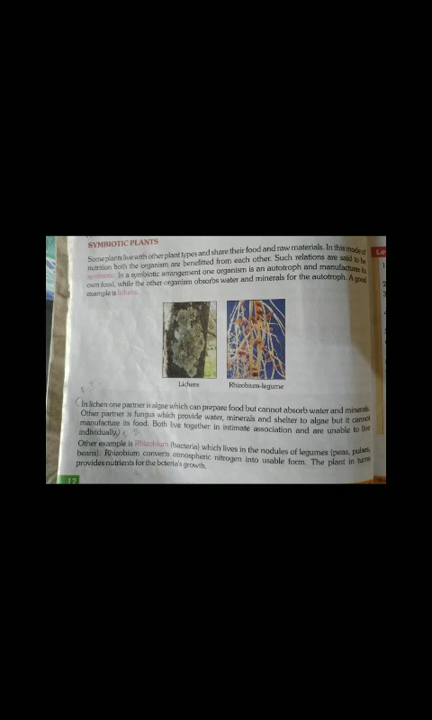 SYMBIOTIC PLANTS
Some plants live with other plant types and share their food and raw materials. In this mode of
nutrition both the organism are benefitted from each other. Such relations are said to be
symbiotic. In a symbiotic arrangement one organism is an autotroph and manufacture its
own food, while the other organism absorbs water and minerals for the autotroph. A good
example is lichens.
Lichens
Rhizobium-legume
In lichen one partner is algae which can prepare food but cannot absorb water and minerals.
Other partner is fungus which provide water, minerals and shelter to algae but it cannot
manufacture its food. Both live together in intimate association and are unable to live
individually.
Other example is Rhizobium (bacteria) which lives in the nodules of legumes (peas, pulses,
beans). Rhizobium converts atmospheric nitrogen into usable form. The plant in turns
provides nutrients for the bcteria's growth.
12
Le